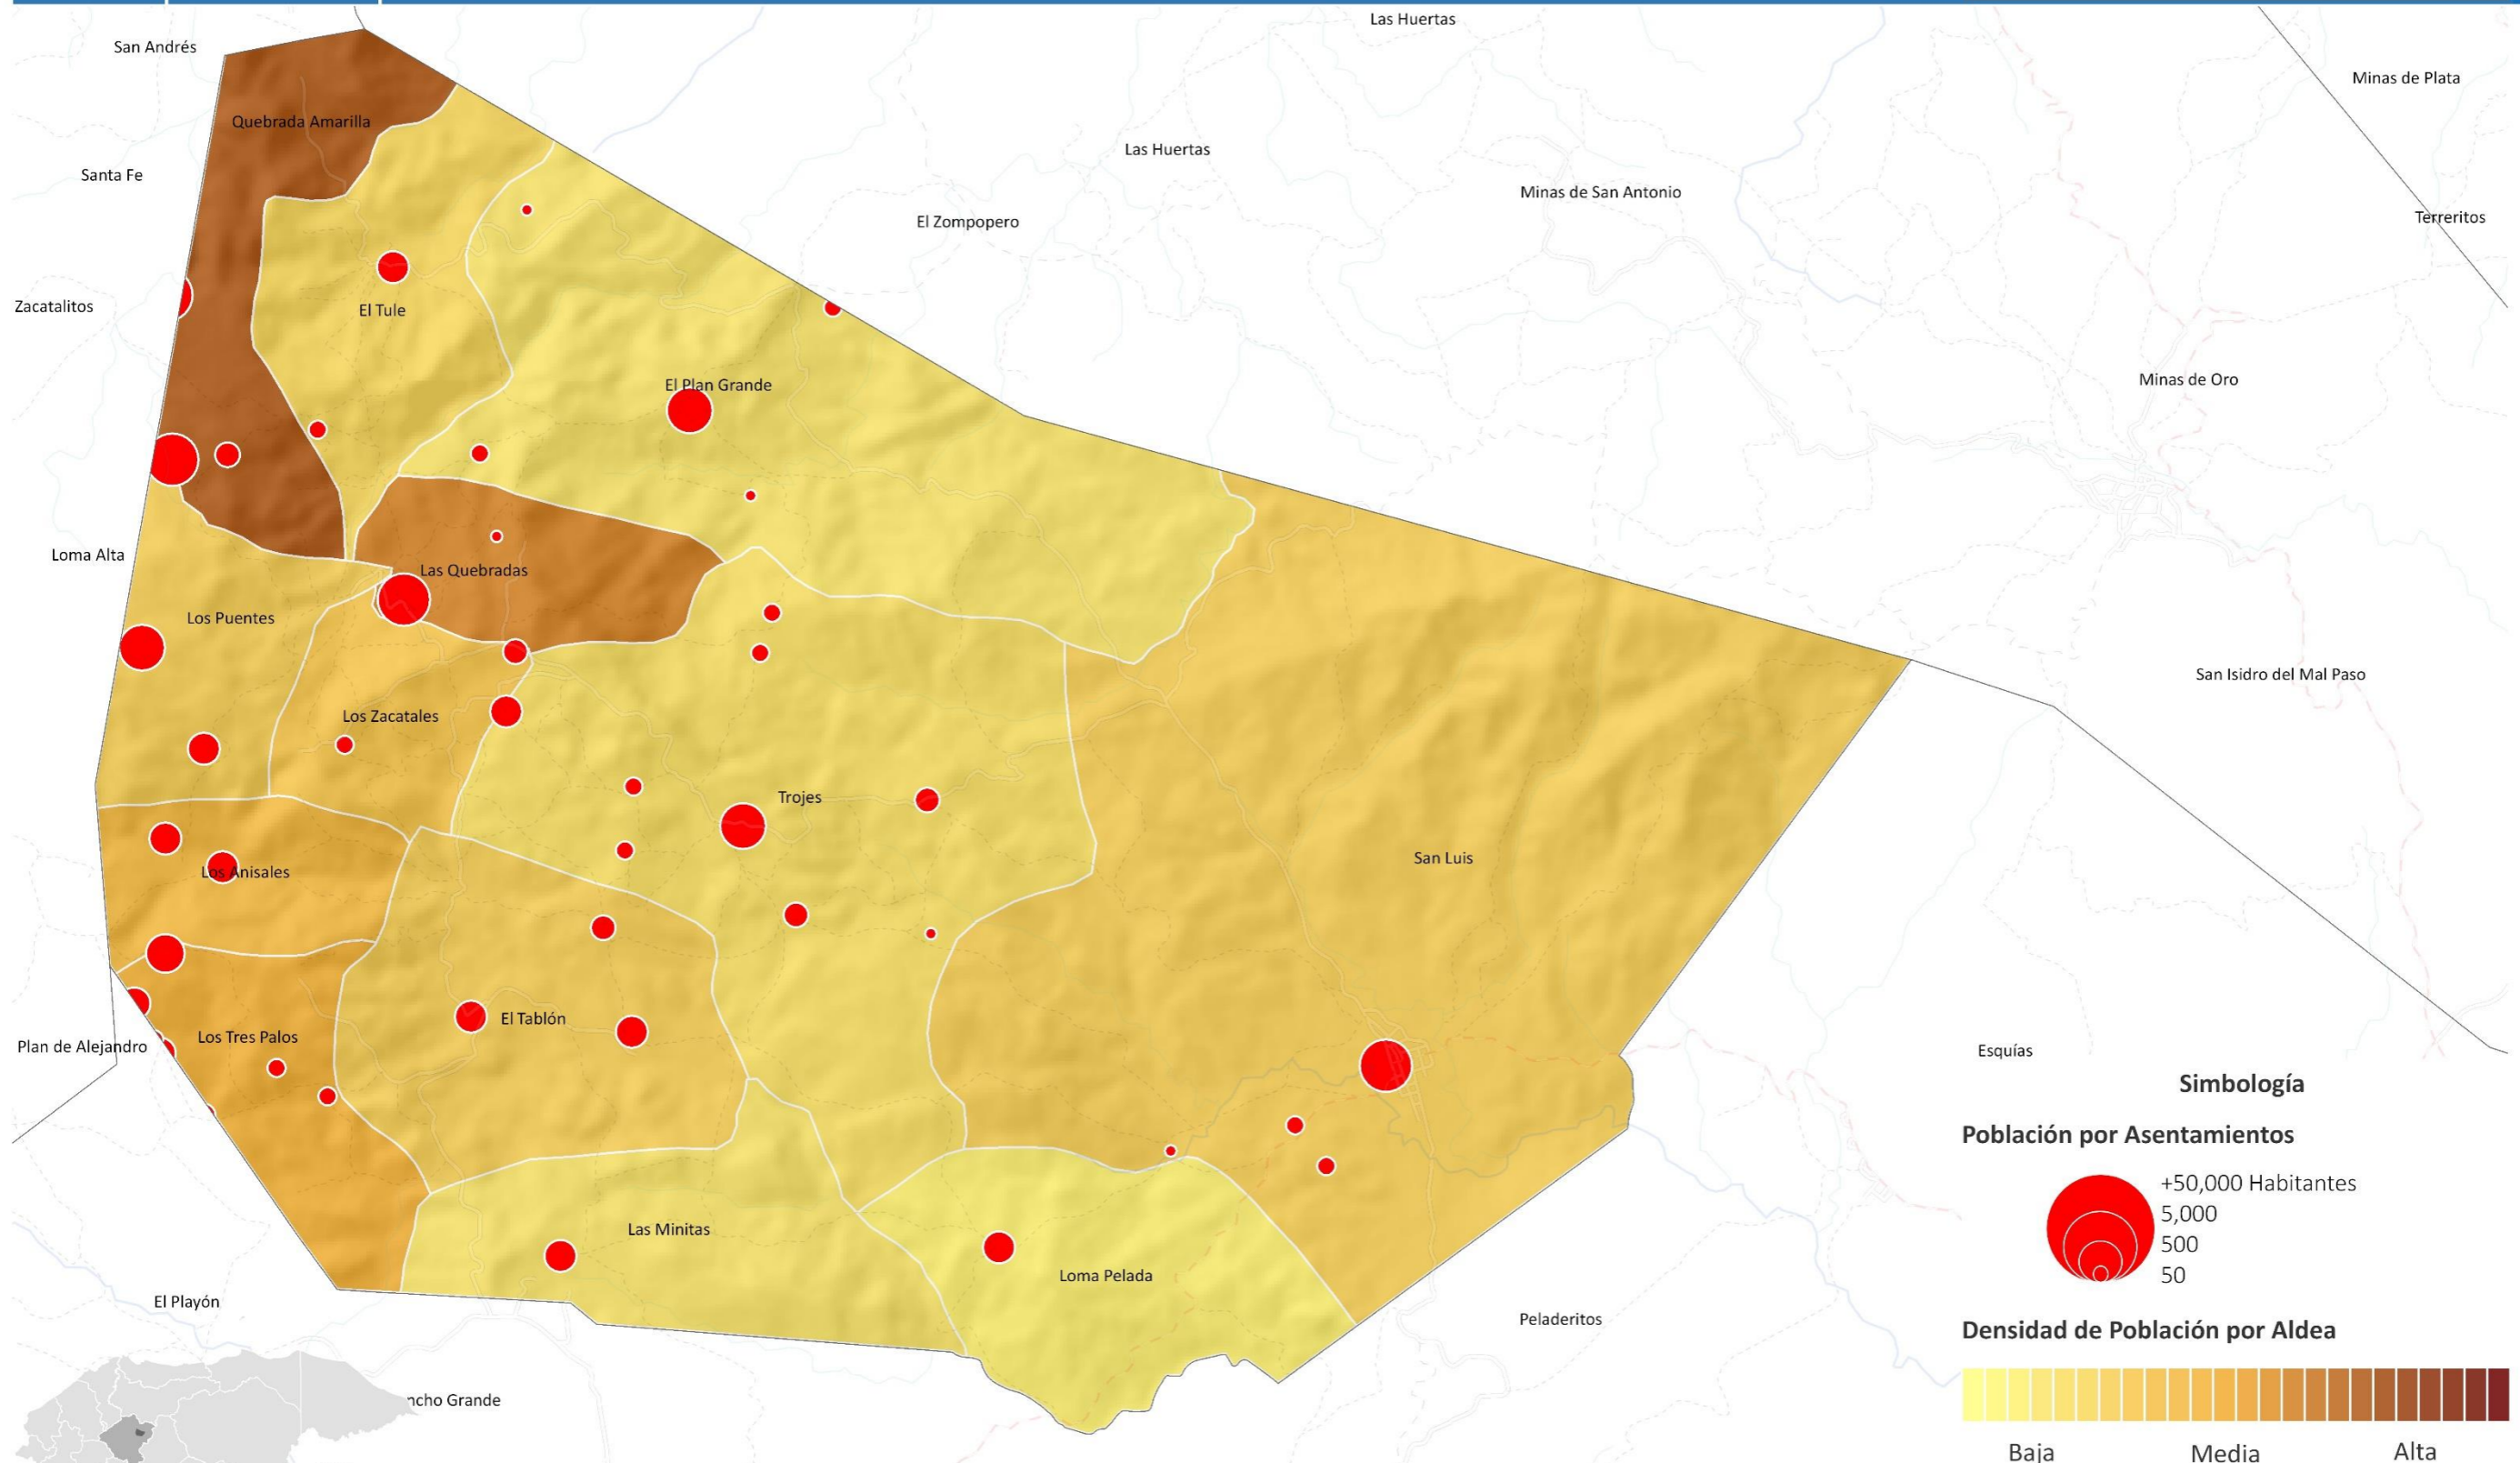 Las Huertas
San Andrés
Minas de Plata
Quebrada Amarilla
Las Huertas
Santa Fe
Minas de San Antonio
Terreritos
El Zompopero
Zacatalitos
El Tule
Minas de Oro
El Plan Grande
Loma Alta
Las Quebradas
Los Puentes
San Isidro del Mal Paso
Los Zacatales
Trojes
San Luis
Los Anisales
El Tablón
Los Tres Palos
Plan de Alejandro
Esquías
Las Minitas
Loma Pelada
El Playón
Peladeritos
ncho Grande
Simbología
Población por Asentamientos
+50,000 Habitantes
5,000
500
50
Densidad de Población por Aldea
Baja Media Alta